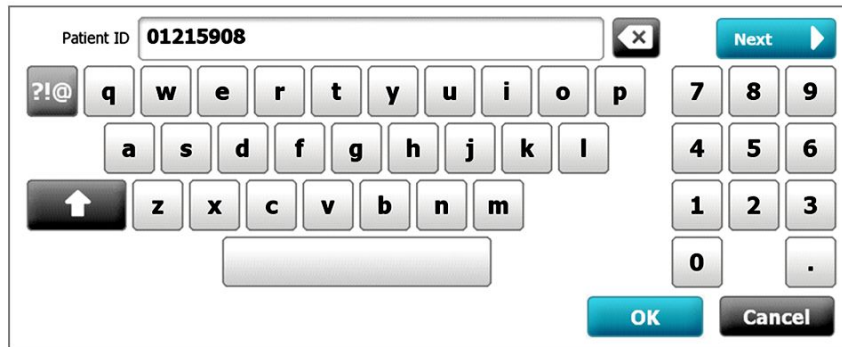 Patient ID 01215908 Next
?!@ q w e r t y u i o p 7 8 9
a s d f g h j k l 4 5 6
z x c v b n m 1 2 3
0 .
OK Cancel